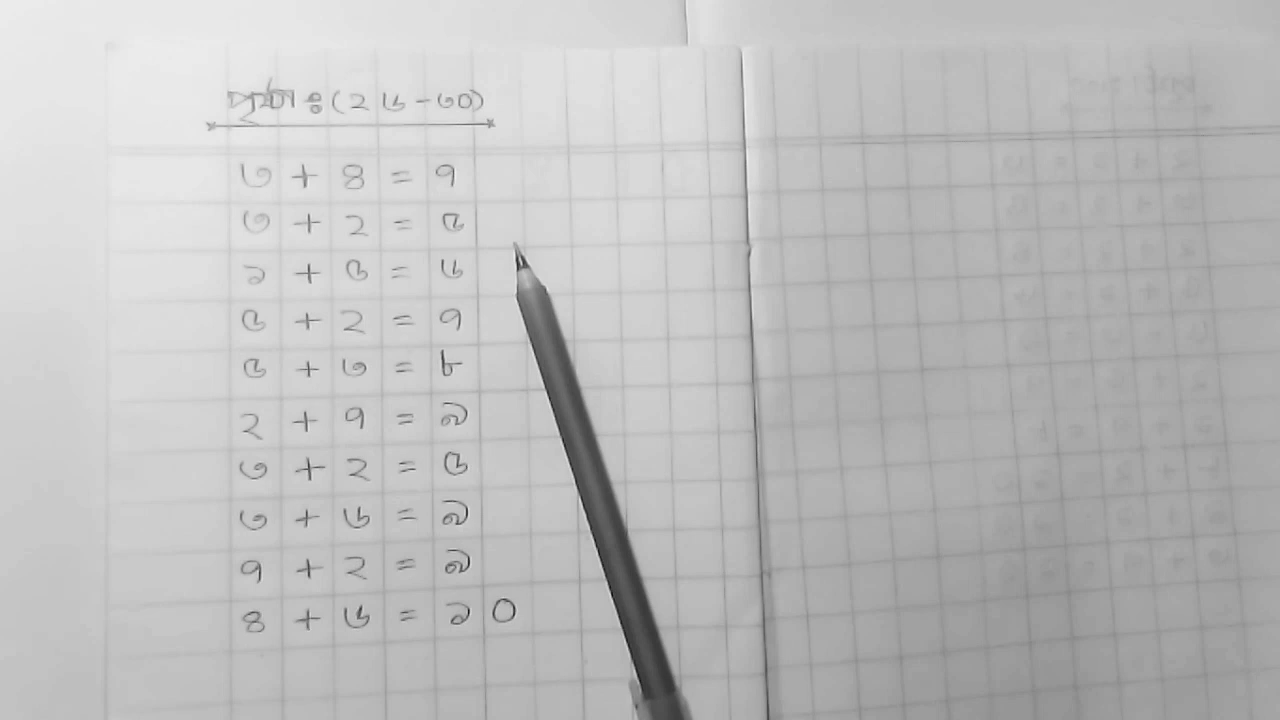 (২৬-৩০)
৩ + ৪ = ৭
৩ + ২ = ৫
১ + ৫ = ৬
৫ + ২ = ৭
৫ + ৩ = ৮
২ + ৭ = ৯
৩ + ২ = ৫
৩ + ৬ = ৯
৭ + ২ = ৯
৪ + ৬ = ১০